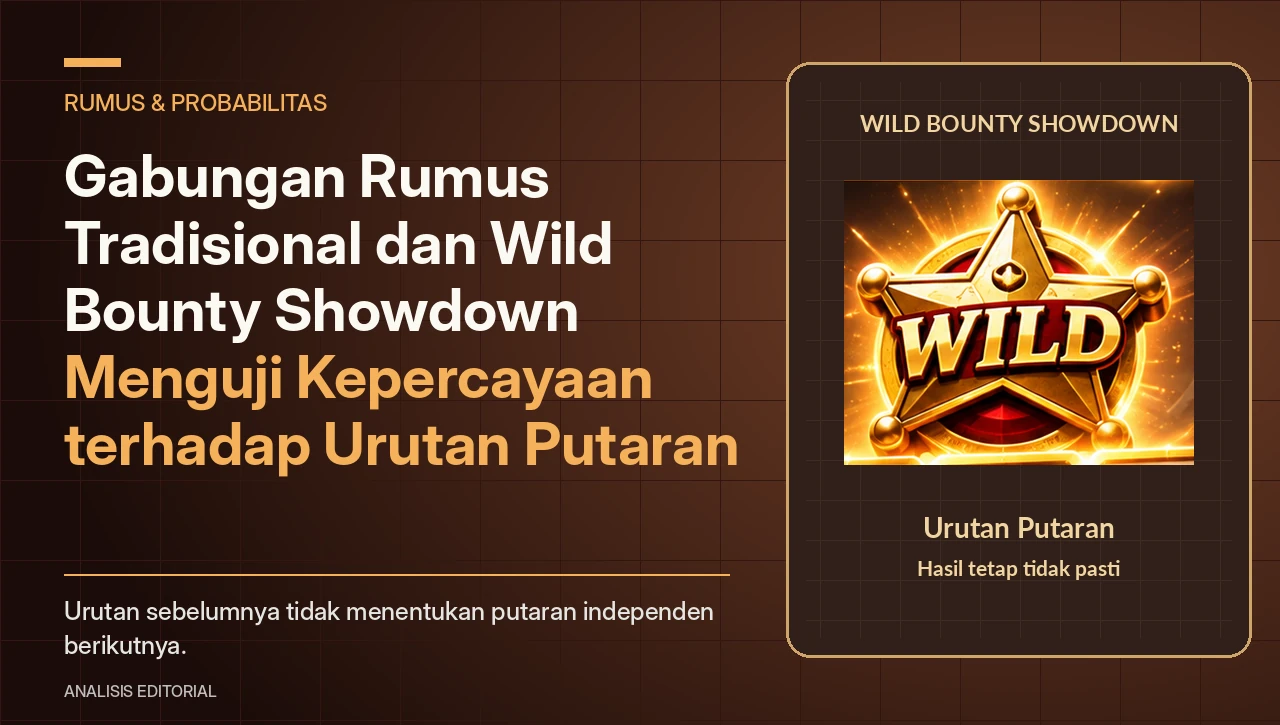 RUMUS & PROBABILITAS
Gabungan Rumus
Tradisional dan Wild
Bounty Showdown
Menguji Kepercayaan
terhadap Urutan Putaran
Urutan sebelumnya tidak menentukan putaran independen
berikutnya.
ANALISIS EDITORIAL
WILD BOUNTY SHOWDOWN
WILD
Urutan Putaran
Hasil tetap tidak pasti